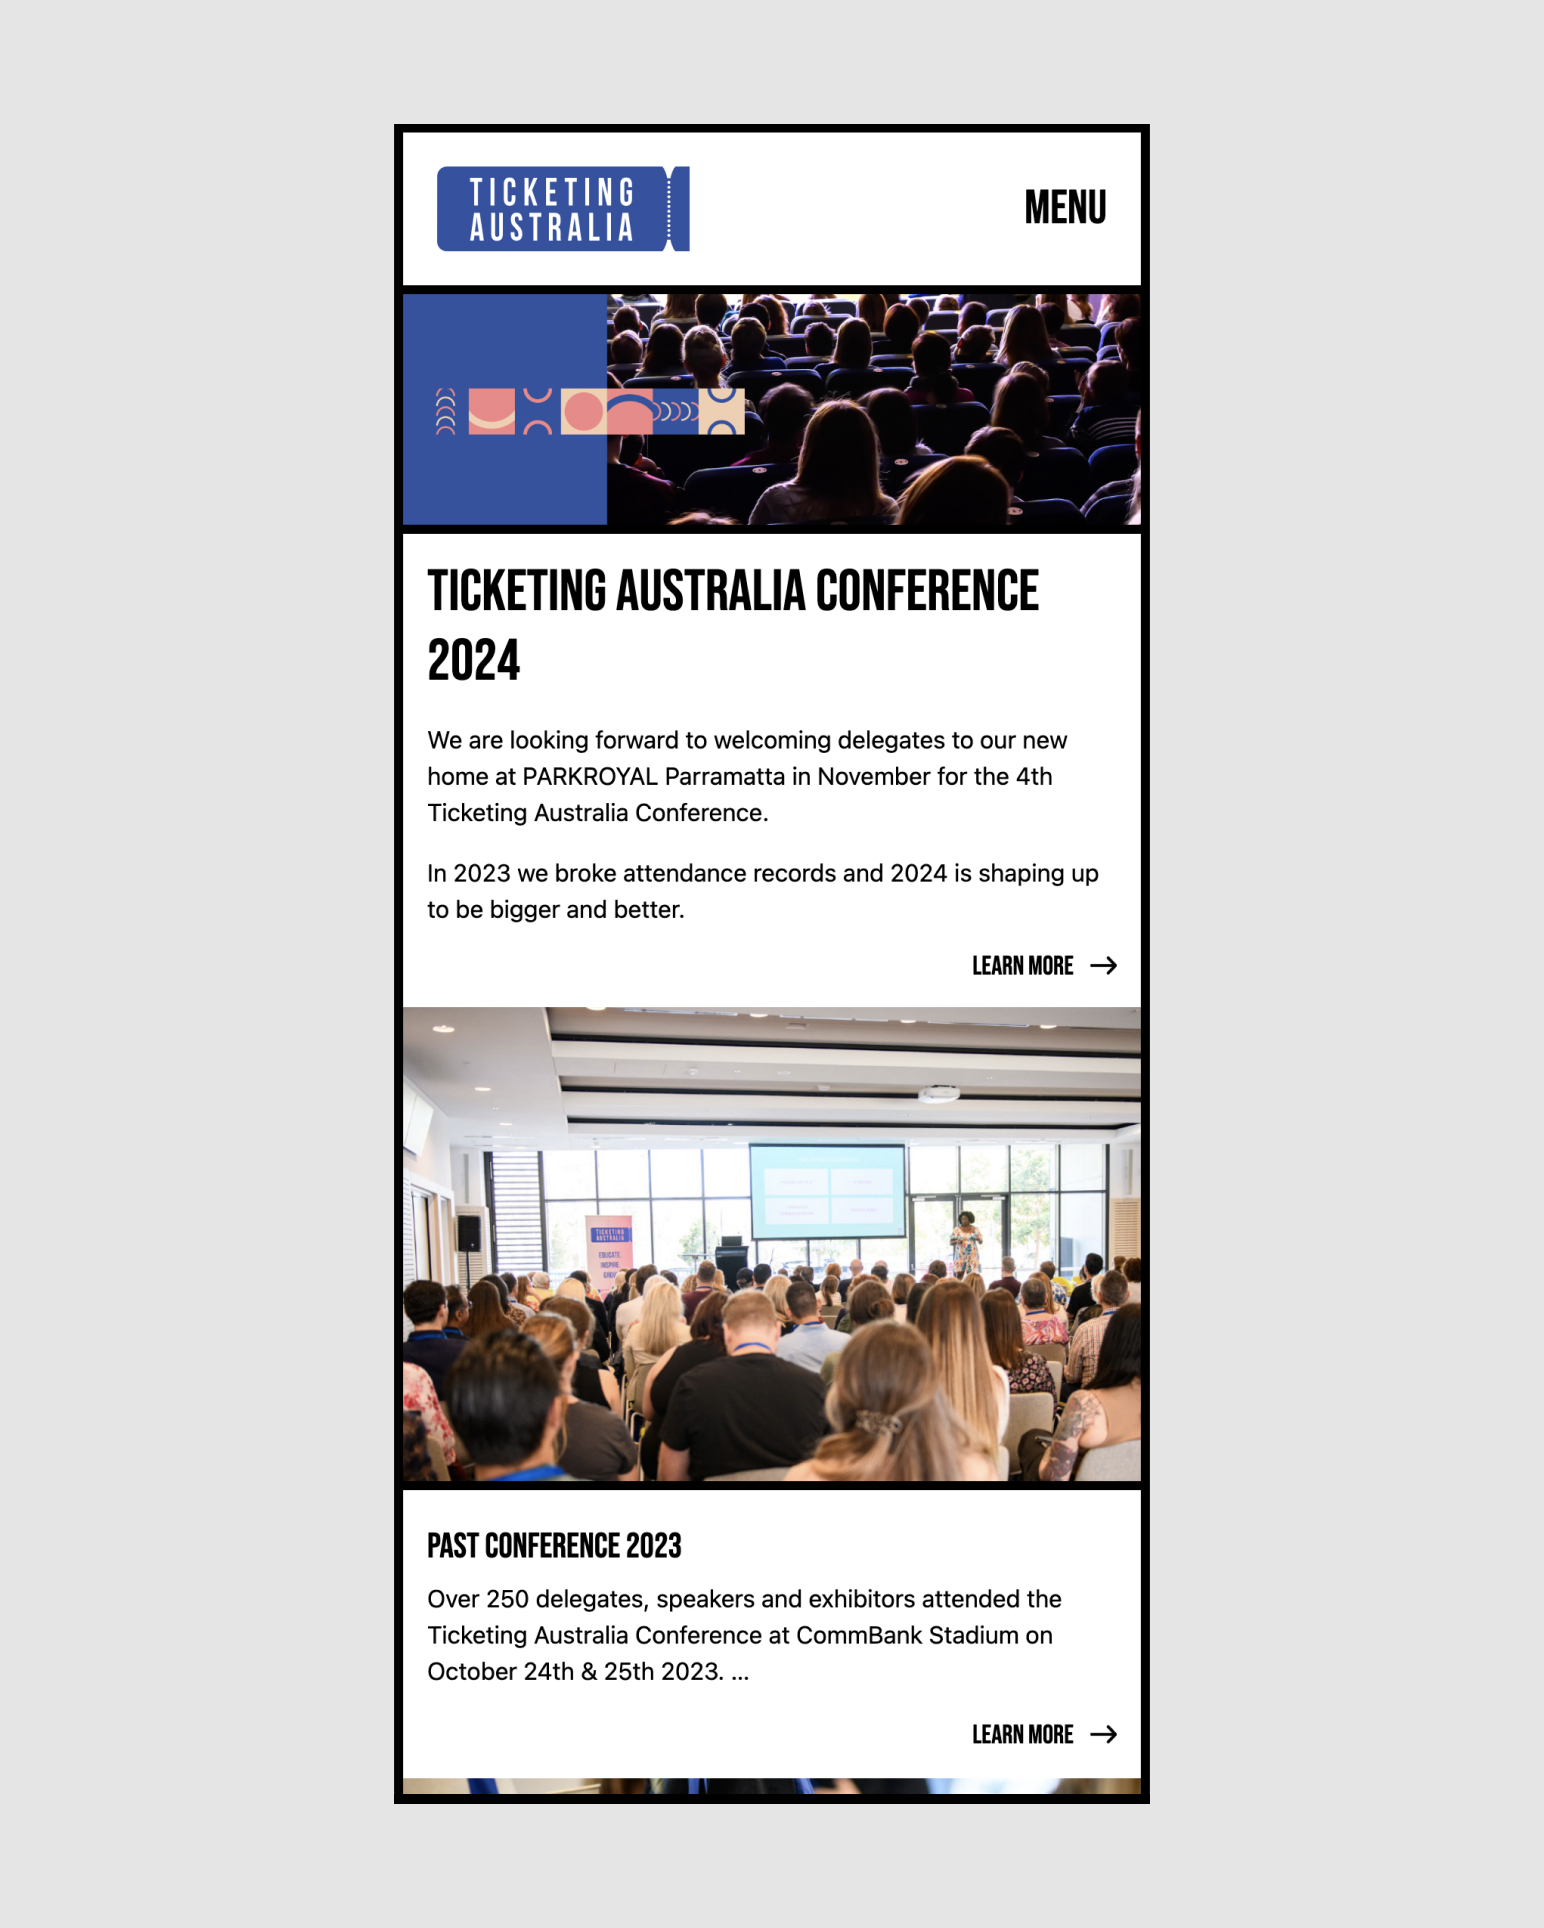 TICKETING
AUSTRALIA
MENU
TICKETING AUSTRALIA CONFERENCE
2024
We are looking forward to welcoming delegates to our new
home at PARKROYAL Parramatta in November for the 4th
Ticketing Australia Conference.
In 2023 we broke attendance records and 2024 is shaping up
to be bigger and better.
LEARN MORE
TICKETING
AUSTRALIA
EDUCATE
INSPIRE
PAST CONFERENCE 2023
Over 250 delegates, speakers and exhibitors attended the
Ticketing Australia Conference at CommBank Stadium on
October 24th & 25th 2023. ...
LEARN MORE